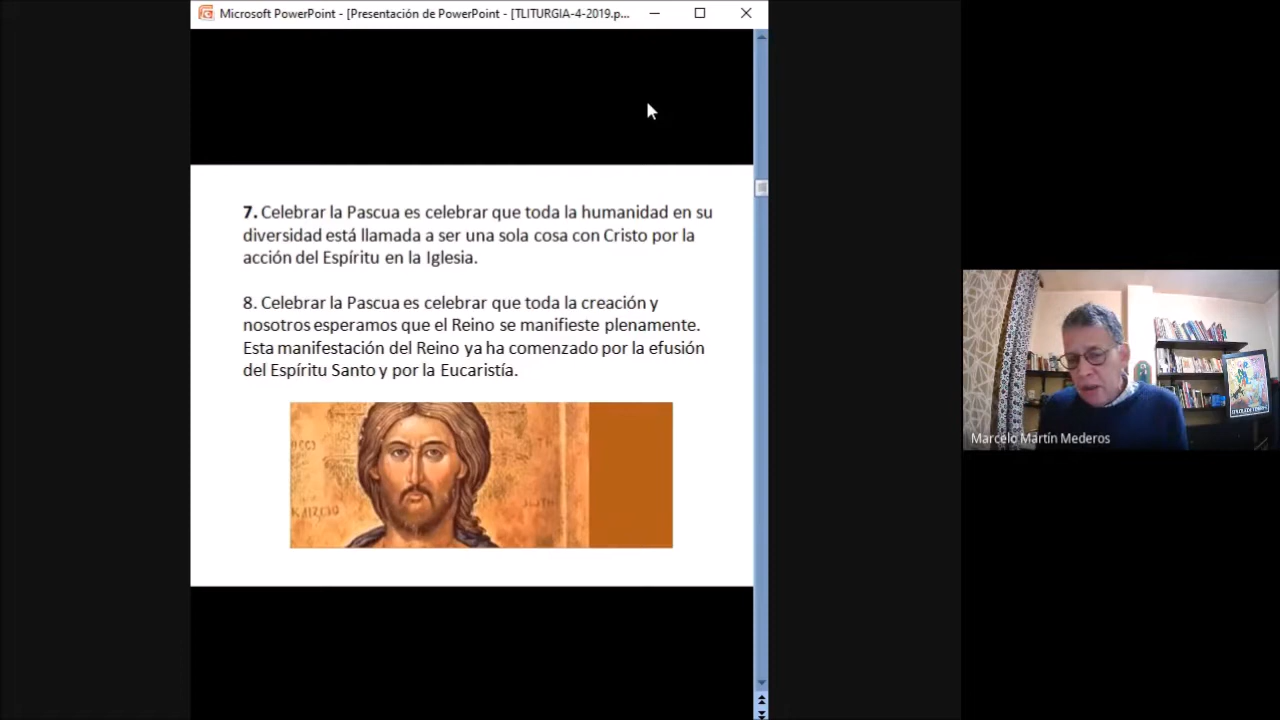 Microsoft PowerPoint - [Presentación de PowerPoint - [TLITURGIA-4-2019.p...
7. Celebrar la Pascua es celebrar que toda la humanidad en su
diversidad está llamada a ser una sola cosa con Cristo por la
acción del Espíritu en la Iglesia.
8. Celebrar la Pascua es celebrar que toda la creación y
nosotros esperamos que el Reino se manifieste plenamente.
Esta manifestación del Reino ya ha comenzado por la efusión
del Espíritu Santo y por la Eucaristía.
Marcelo Martín Mederos